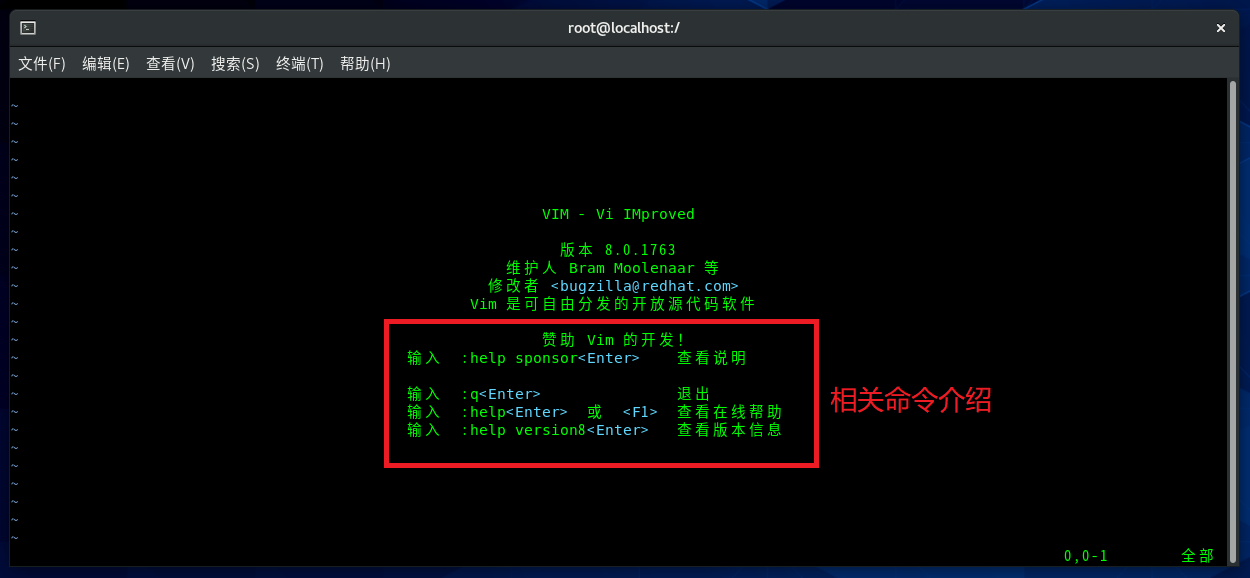 root@localhost:/
文件(F) 编辑(E) 查看(V) 搜索(S) 终端(T) 帮助(H)
~
~
~
~
~
~
~ VIM - Vi IMproved
~
~ 版本 8.0.1763
~ 维护人 Bram Moolenaar 等
~ 修改者 <bugzilla@redhat.com>
~ Vim 是可自由分发的开放源代码软件
~
~ 赞助 Vim 的开发!
~ 输入 :help sponsor<Enter> 查看说明
~
~ 输入 :q<Enter> 退出
~ 输入 :help<Enter> 或 <F1> 查看在线帮助
~ 输入 :help version8<Enter> 查看版本信息
相关命令介绍
~
~
~
~
~
~
0,0-1 全部